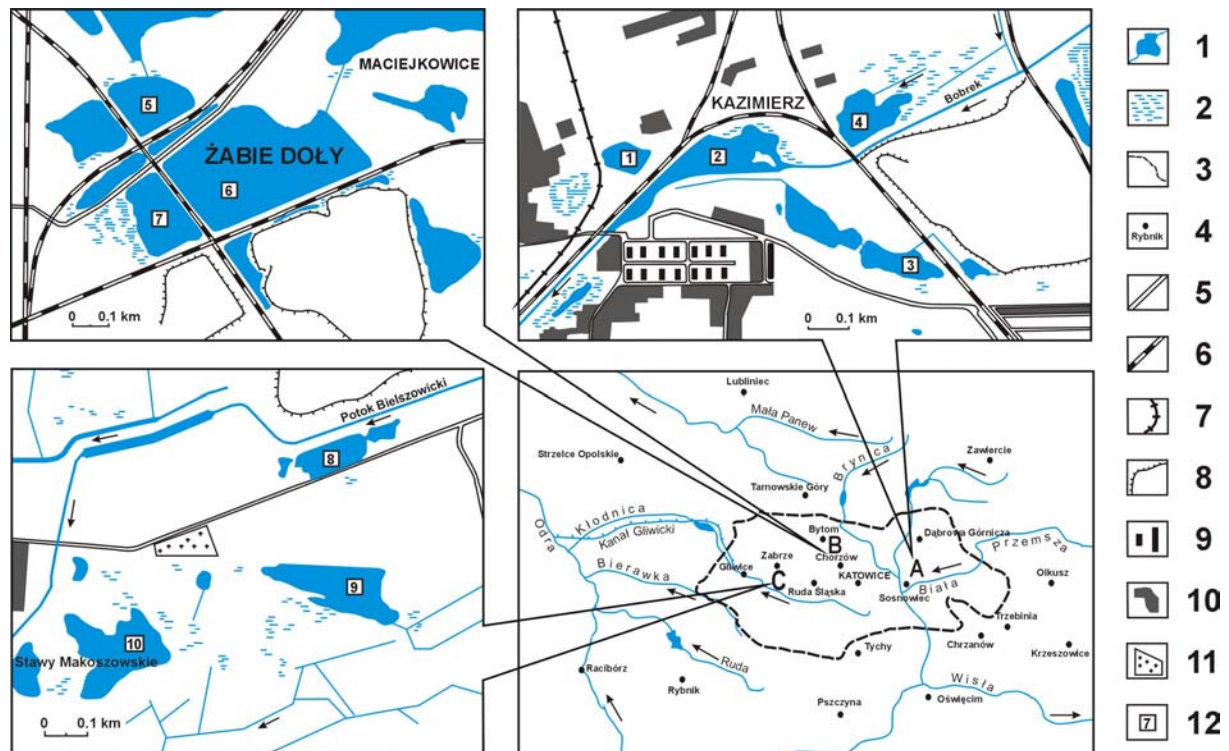 MACIEJKOWICE
5
ŻABIE DOŁY
6
7
0 0.1 km
KAZIMIERZ
Bobrek
4
1
2
3
0 0.1 km
Potok Bielszowicki
8
9
10
Stawy Makoszowskie
0 0.1 km
Lubliniec
Mała Panew
Brynica
Zawiercie
Strzelce Opolskie
Tarnowskie Góry
Odra
Kłodnica
Kanał Gliwicki
Bytom
B
Dąbrowa Górnicza
Przemsza
Zabrze
Chorzów
A
Bierawka
Gliwice
C
Ruda Śląska
KATOWICE
Sosnowiec
Biała
Olkusz
Trzebinia
Chrzanów
Krzeszowice
Tychy
Racibórz
Ruda
Rybnik
Pszczyna
Oświęcim
Wisła
1
2
3
Rybnik 4
5
6
7
8
9
10
11
7 12